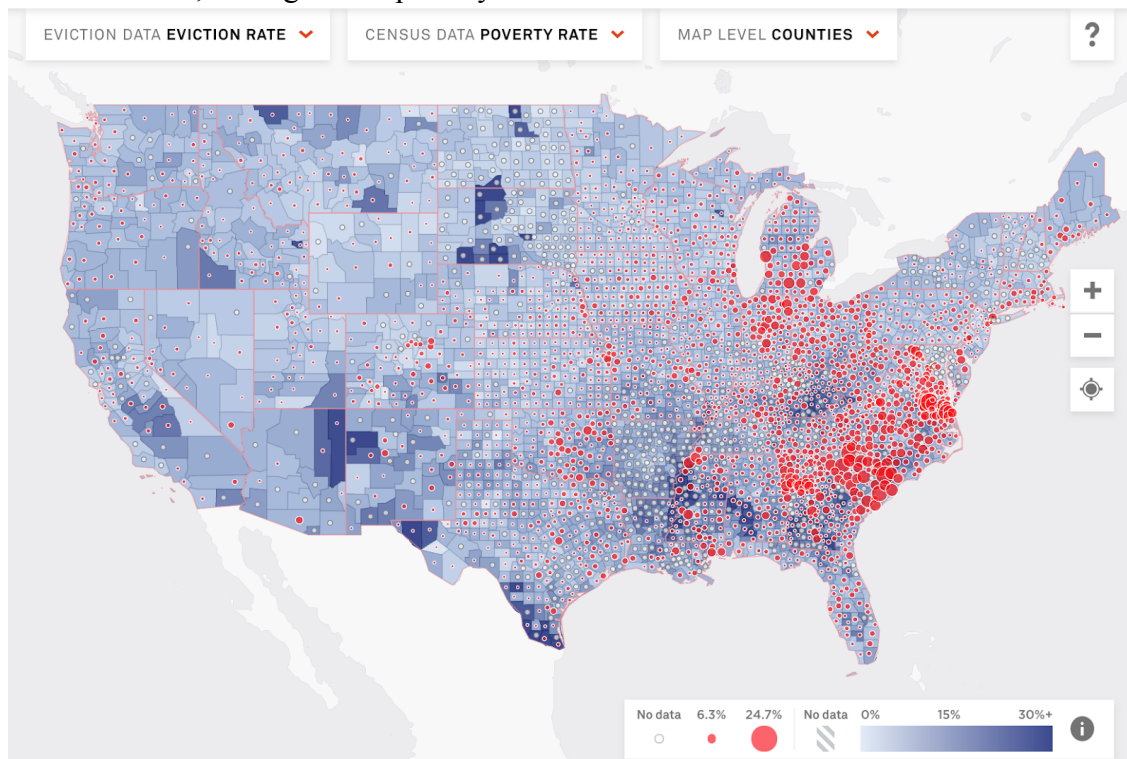 EVICTION DATA EVICTION RATE
CENSUS DATA POVERTY RATE
MAP LEVEL COUNTIES
?
+
−
No data 6.3% 24.7% No data 0% 15% 30%+
i